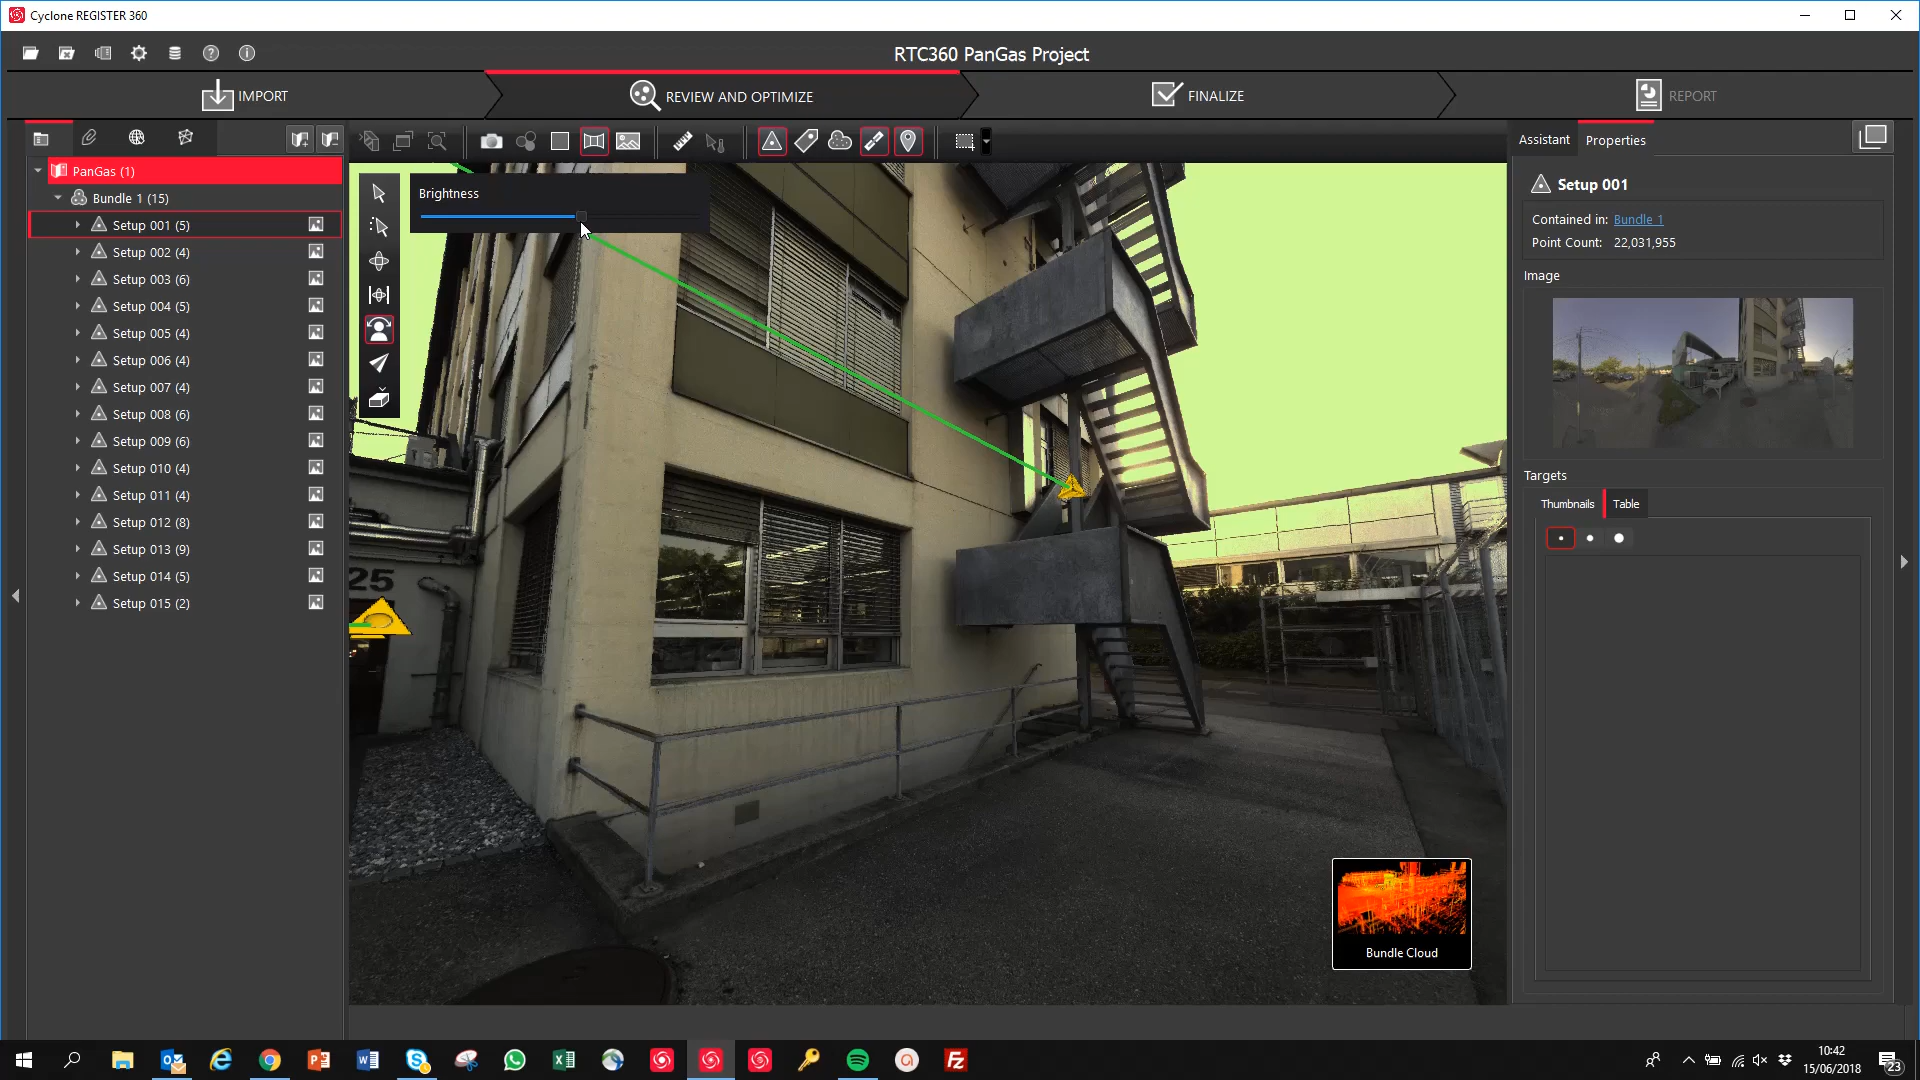 Cyclone REGISTER 360
RTC360 PanGas Project
IMPORT
REVIEW AND OPTIMIZE
FINALIZE
REPORT
Assistant
Properties
PanGas (1)
Bundle 1 (15)
Setup 001 (5)
Setup 002 (4)
Setup 003 (6)
Setup 004 (5)
Setup 005 (4)
Setup 006 (4)
Setup 007 (4)
Setup 008 (6)
Setup 009 (6)
Setup 010 (4)
Setup 011 (4)
Setup 012 (8)
Setup 013 (9)
Setup 014 (5)
Setup 015 (2)
Brightness
25
Bundle Cloud
Setup 001
Contained in: Bundle 1
Point Count: 22,031,955
Image
Targets
Thumbnails
Table
10:42
15/06/2018
23